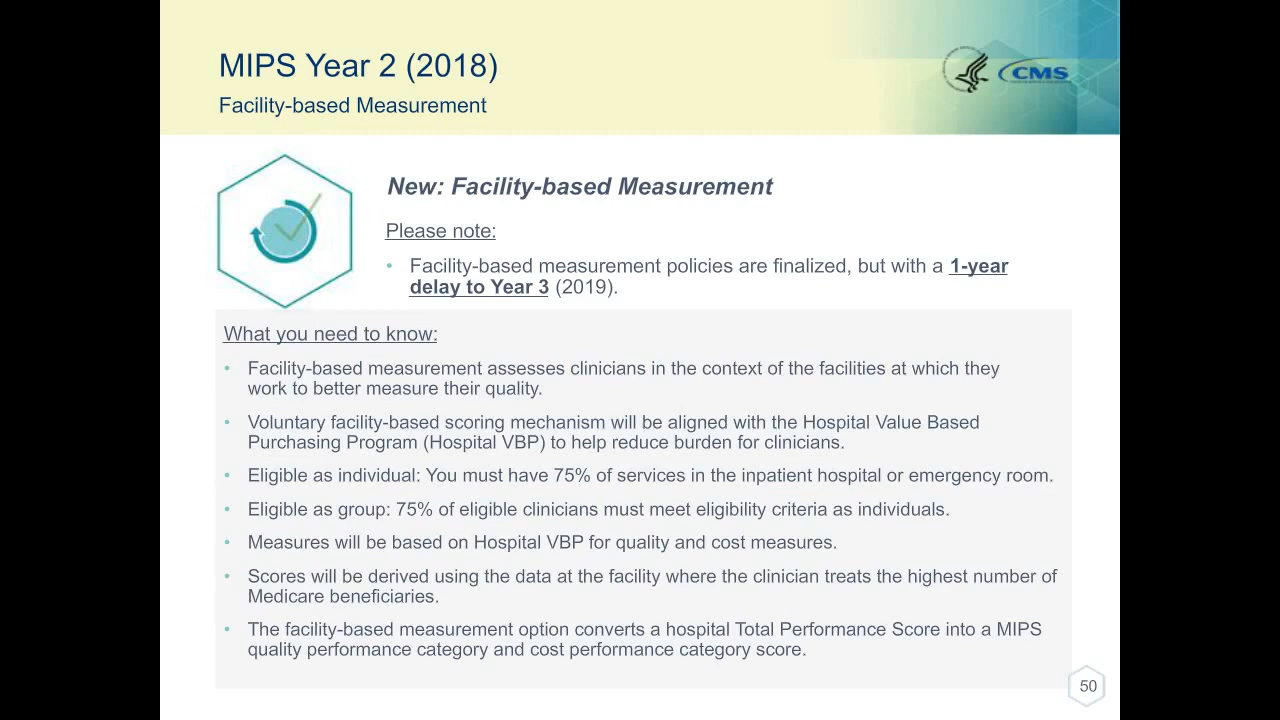 MIPS Year 2 (2018)
Facility-based Measurement
CMS
New: Facility-based Measurement
Please note:
• Facility-based measurement policies are finalized, but with a 1-year
delay to Year 3 (2019).
What you need to know:
• Facility-based measurement assesses clinicians in the context of the facilities at which they
work to better measure their quality.
• Voluntary facility-based scoring mechanism will be aligned with the Hospital Value Based
Purchasing Program (Hospital VBP) to help reduce burden for clinicians.
• Eligible as individual: You must have 75% of services in the inpatient hospital or emergency room.
• Eligible as group: 75% of eligible clinicians must meet eligibility criteria as individuals.
• Measures will be based on Hospital VBP for quality and cost measures.
• Scores will be derived using the data at the facility where the clinician treats the highest number of
Medicare beneficiaries.
• The facility-based measurement option converts a hospital Total Performance Score into a MIPS
quality performance category and cost performance category score.
50